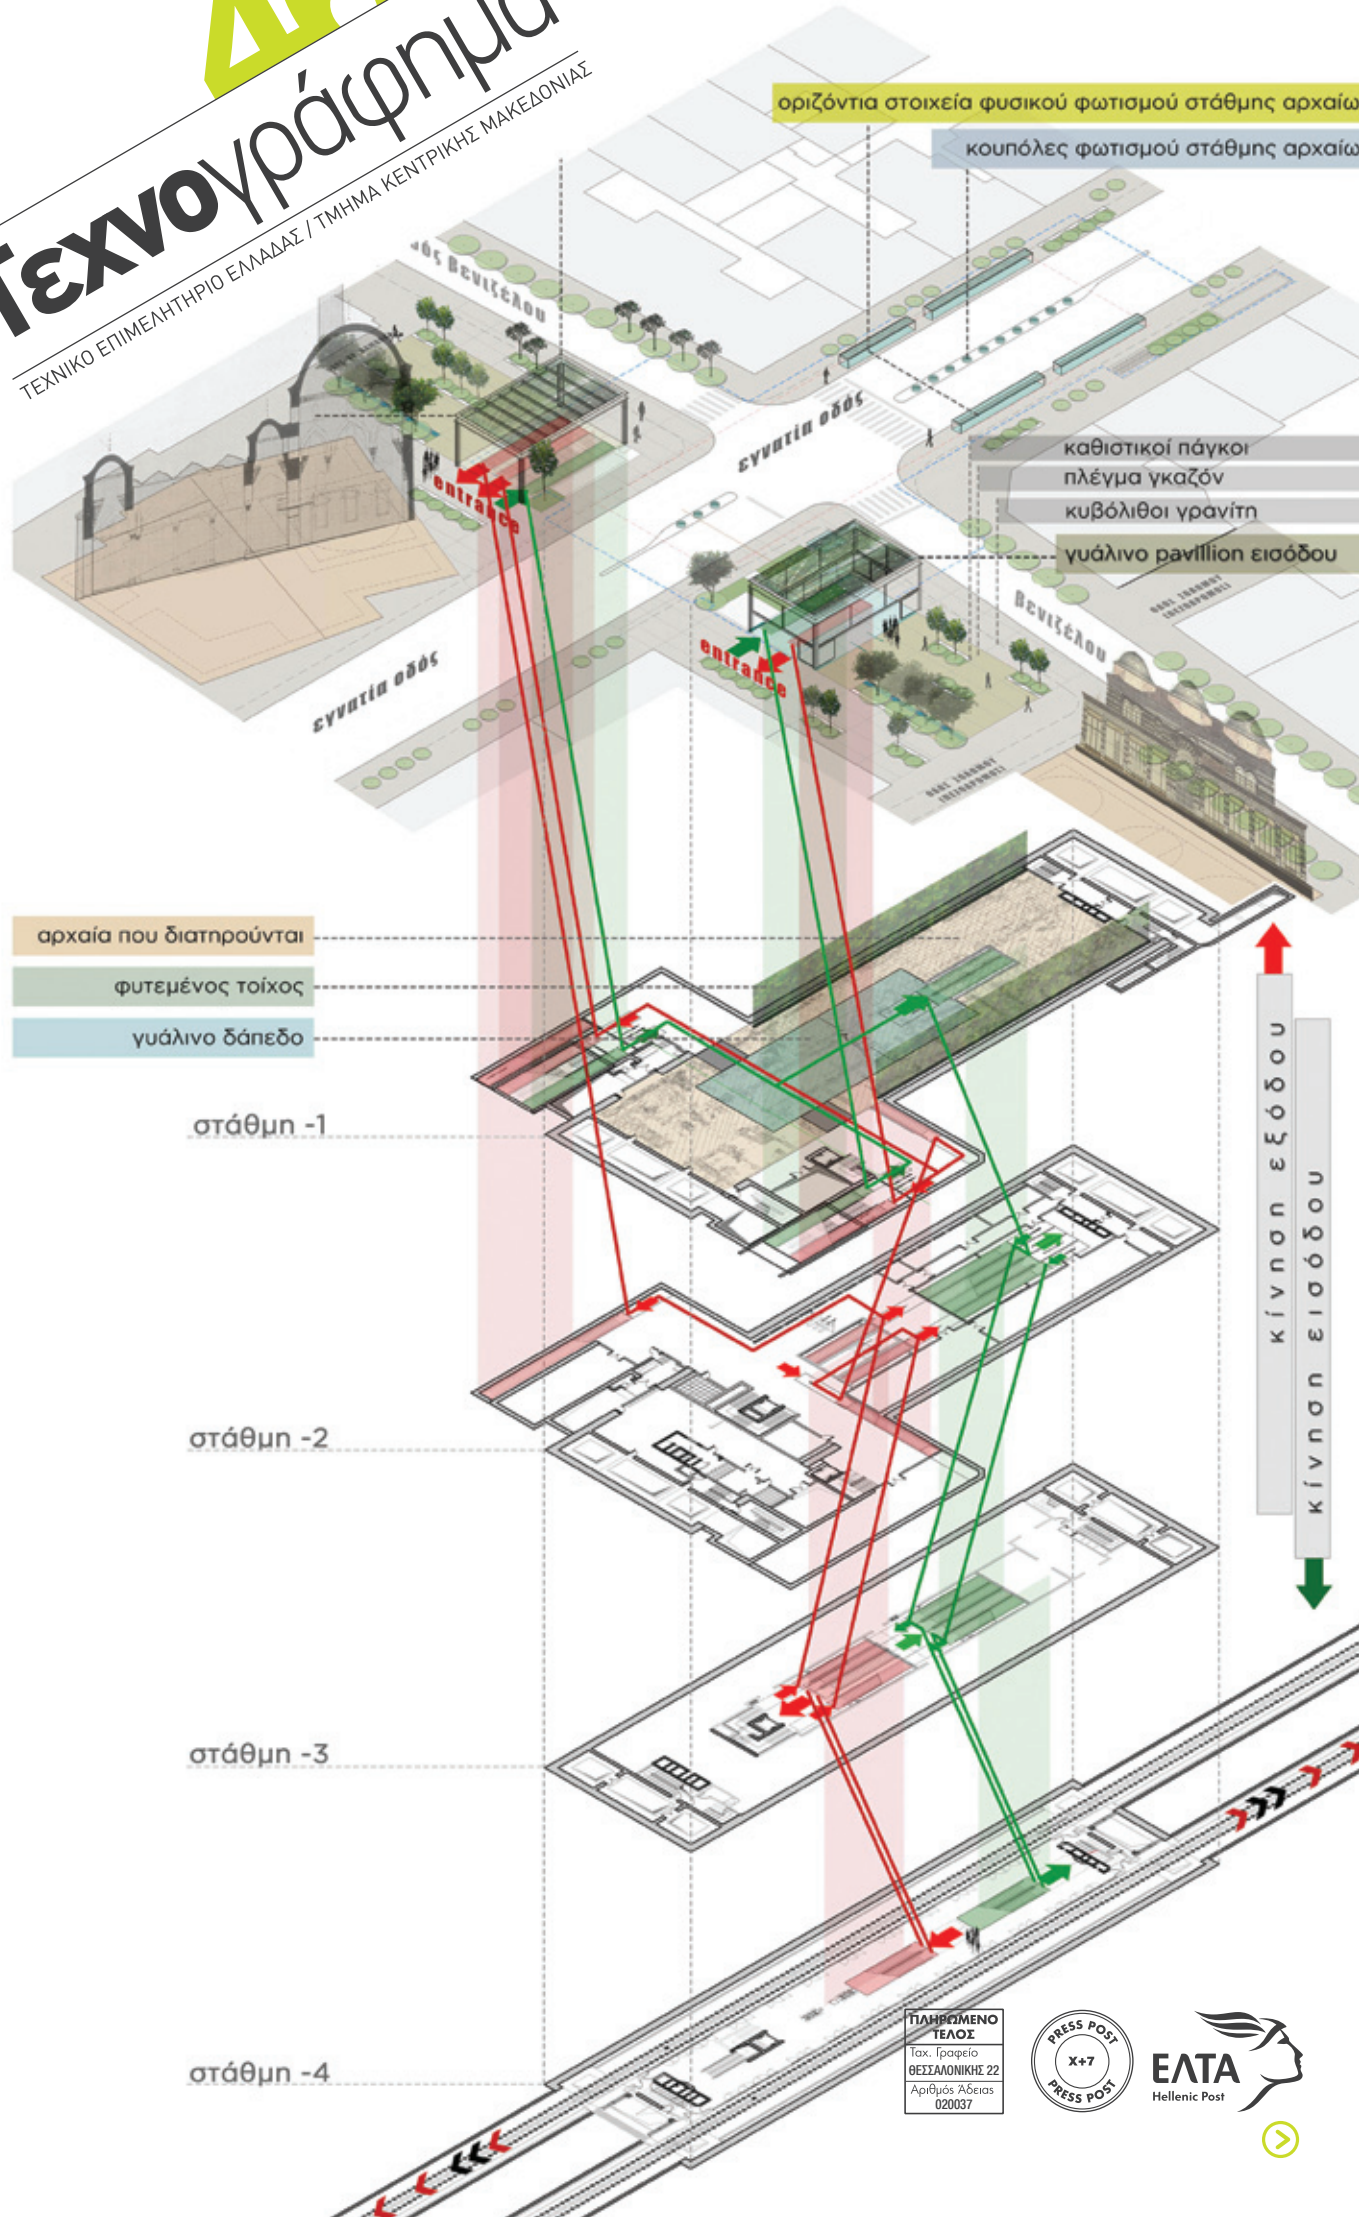 Τεχνογράφημα
ΤΕΧΝΙΚΟ ΕΠΙΜΕΛΗΤΗΡΙΟ ΕΛΛΑΔΑΣ / ΤΜΗΜΑ ΚΕΝΤΡΙΚΗΣ ΜΑΚΕΔΟΝΙΑΣ
οριζόντια στοιχεία φυσικού φωτισμού στάθμης αρχαίω
κουπόλες φωτισμού στάθμης αρχαίω
οδός βενιζέλου
εγνατία οδός
καθιστικοί πάγκοι
πλέγμα γκαζόν
κυβόλιθοι γρανίτη
γυάλινο pavillion εισόδου
entrance
entrance
βενιζέλου
εγνατία οδός
αρχαία που διατηρούνται
φυτεμένος τοίχος
γυάλινο δάπεδο
στάθμη -1
στάθμη -2
στάθμη -3
στάθμη -4
κίνηση εξόδου
κίνηση εισόδου
ΠΛΗΡΩΜΕΝΟ
ΤΕΛΟΣ
Ταχ. Γραφείο
ΘΕΣΣΑΛΟΝΙΚΗΣ 22
Αριθμός Άδειας
020037
PRESS POST
X+7
PRESS POST
ΕΛΤΑ
Hellenic Post